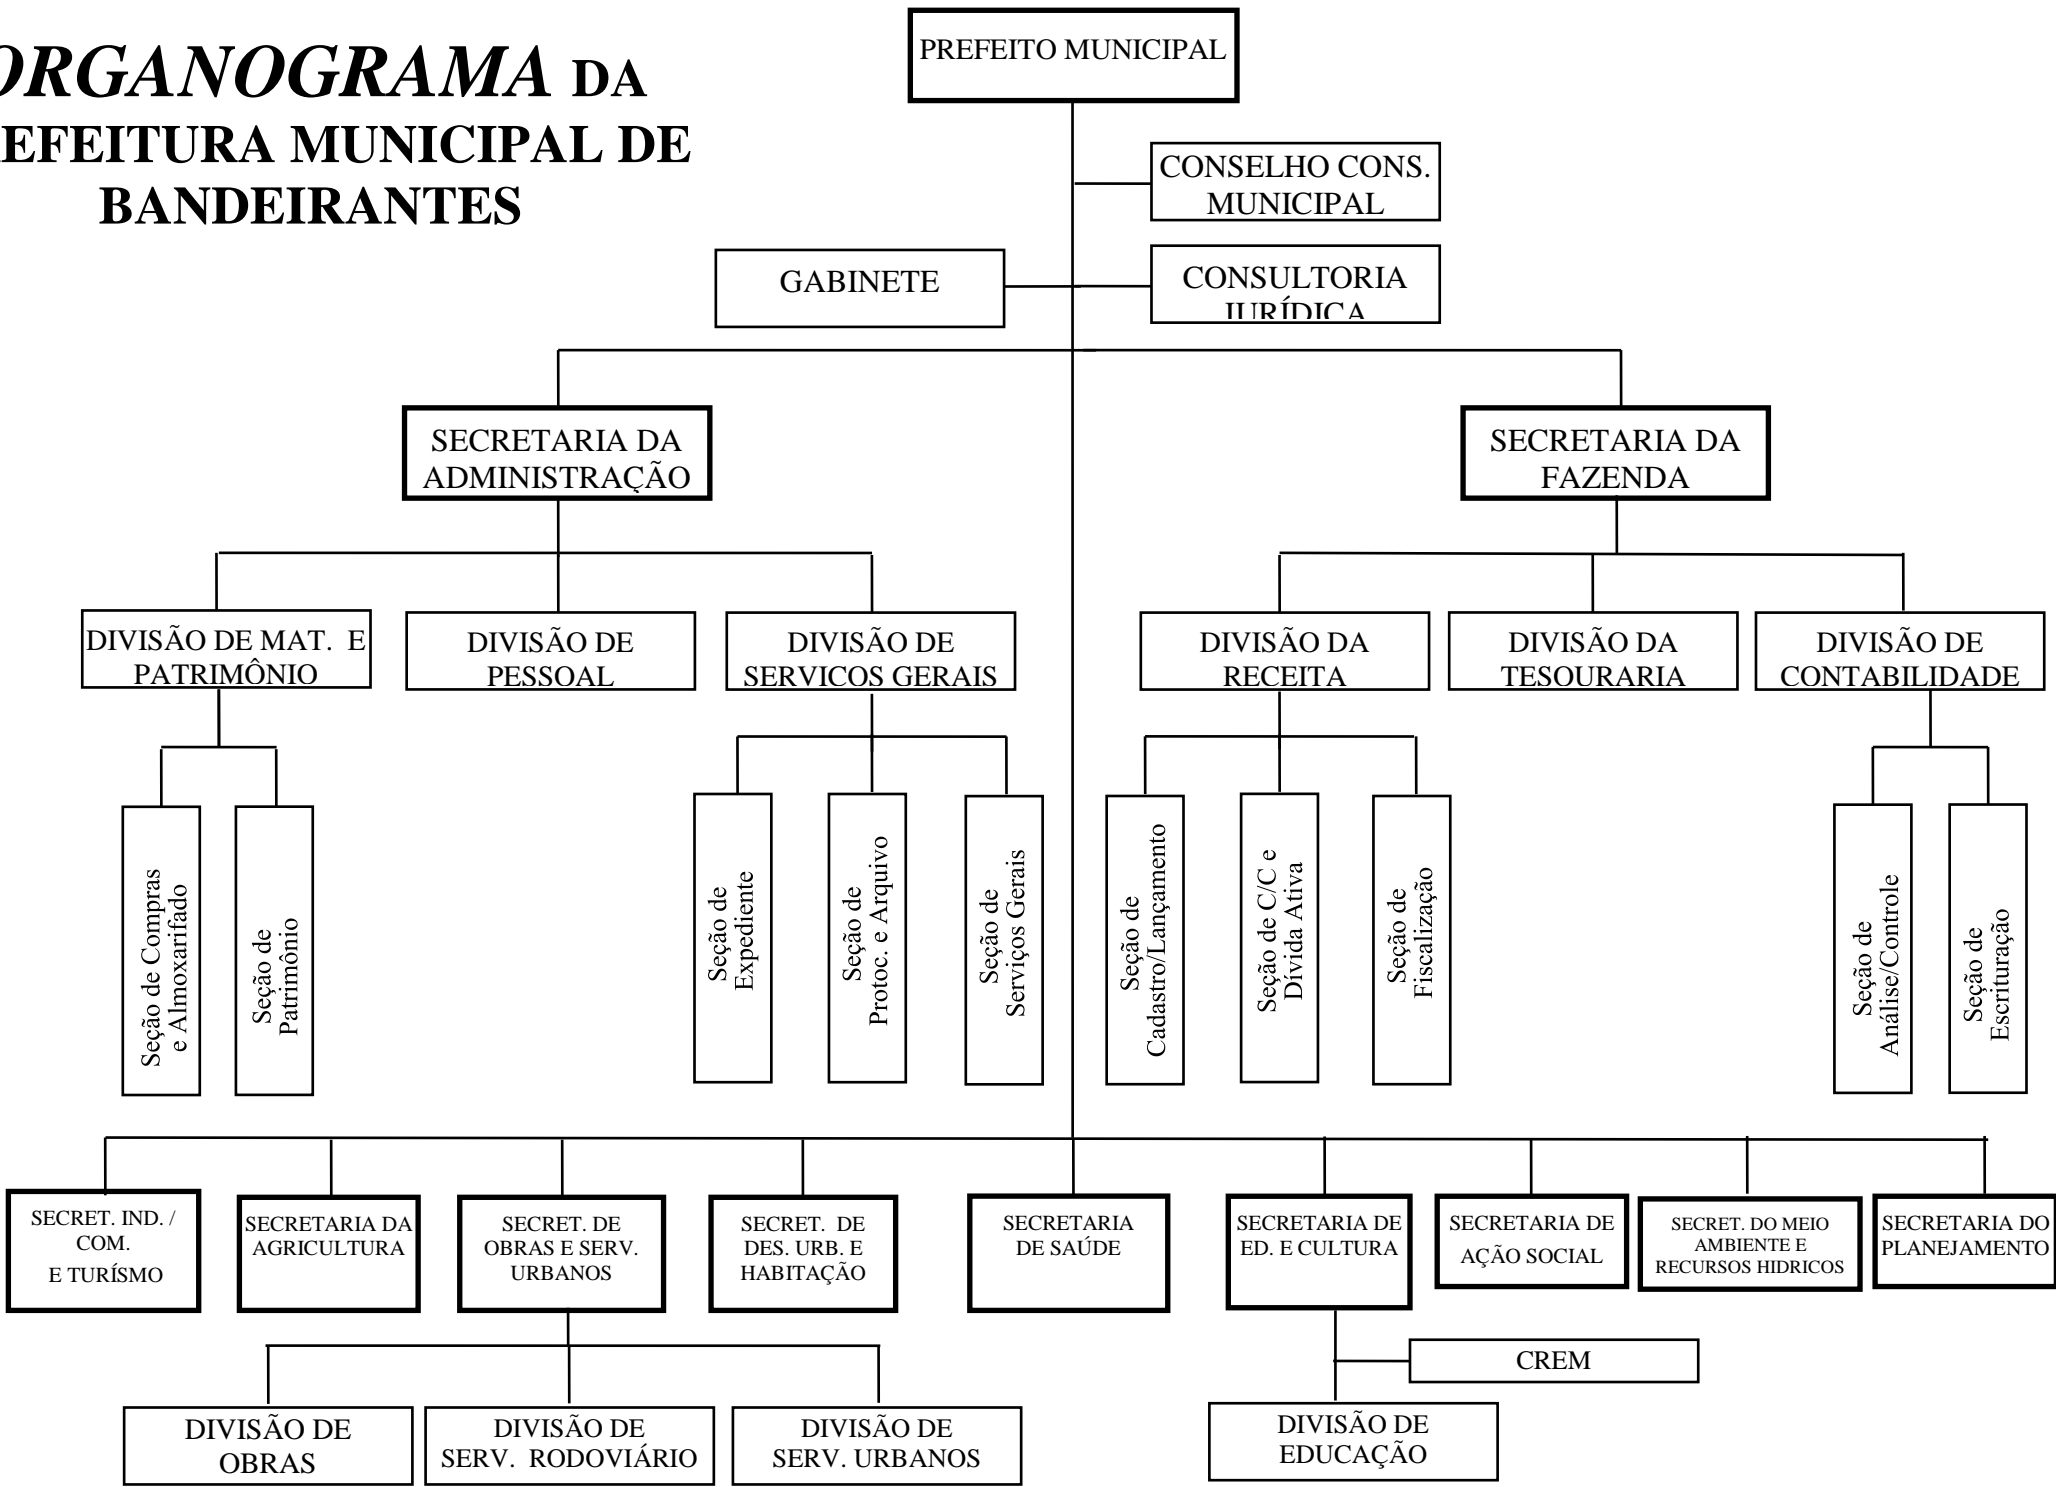 ORGANOGRAMA DA
EFEITURA MUNICIPAL DE
BANDEIRANTES
PREFEITO MUNICIPAL
CONSELHO CONS.
MUNICIPAL
GABINETE
CONSULTORIA
JURÍDICA
SECRETARIA DA
ADMINISTRAÇÃO
SECRETARIA DA
FAZENDA
DIVISÃO DE MAT. E
PATRIMÔNIO
DIVISÃO DE
PESSOAL
DIVISÃO DE
SERVICOS GERAIS
DIVISÃO DA
RECEITA
DIVISÃO DA
TESOURARIA
DIVISÃO DE
CONTABILIDADE
Seção de Compras
e Almoxarifado
Seção de
Patrimônio
Seção de
Expediente
Seção de
Protoc. e Arquivo
Seção de
Serviços Gerais
Seção de
Cadastro/Lançamento
Seção de C/C e
Dívida Ativa
Seção de
Fiscalização
Seção de
Análise/Controle
Seção de
Escrituração
SECRET. IND. /
COM.
E TURÍSMO
SECRETARIA DA
AGRICULTURA
SECRET. DE
OBRAS E SERV.
URBANOS
SECRET. DE
DES. URB. E
HABITAÇÃO
SECRETARIA
DE SAÚDE
SECRETARIA DE
ED. E CULTURA
SECRETARIA DE
AÇÃO SOCIAL
SECRET. DO MEIO
AMBIENTE E
RECURSOS HIDRICOS
SECRETARIA DO
PLANEJAMENTO
CREM
DIVISÃO DE
OBRAS
DIVISÃO DE
SERV. RODOVIÁRIO
DIVISÃO DE
SERV. URBANOS
DIVISÃO DE
EDUCAÇÃO